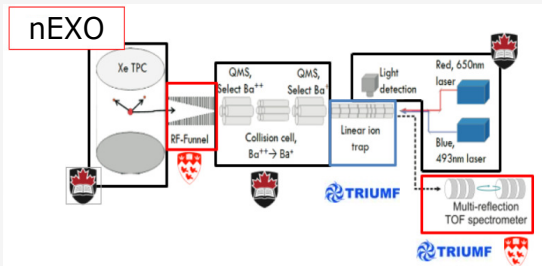 nEXO
Xe TPC
RF-Funnel
QMS,
Select Ba++
QMS,
Select Ba+
Collision cell,
Ba++→ Ba+
Light
detection
Red, 650nm
laser
Blue,
493nm laser
Linear ion
trap
TRIUMF
Multi-reflection
TOF spectrometer
TRIUMF